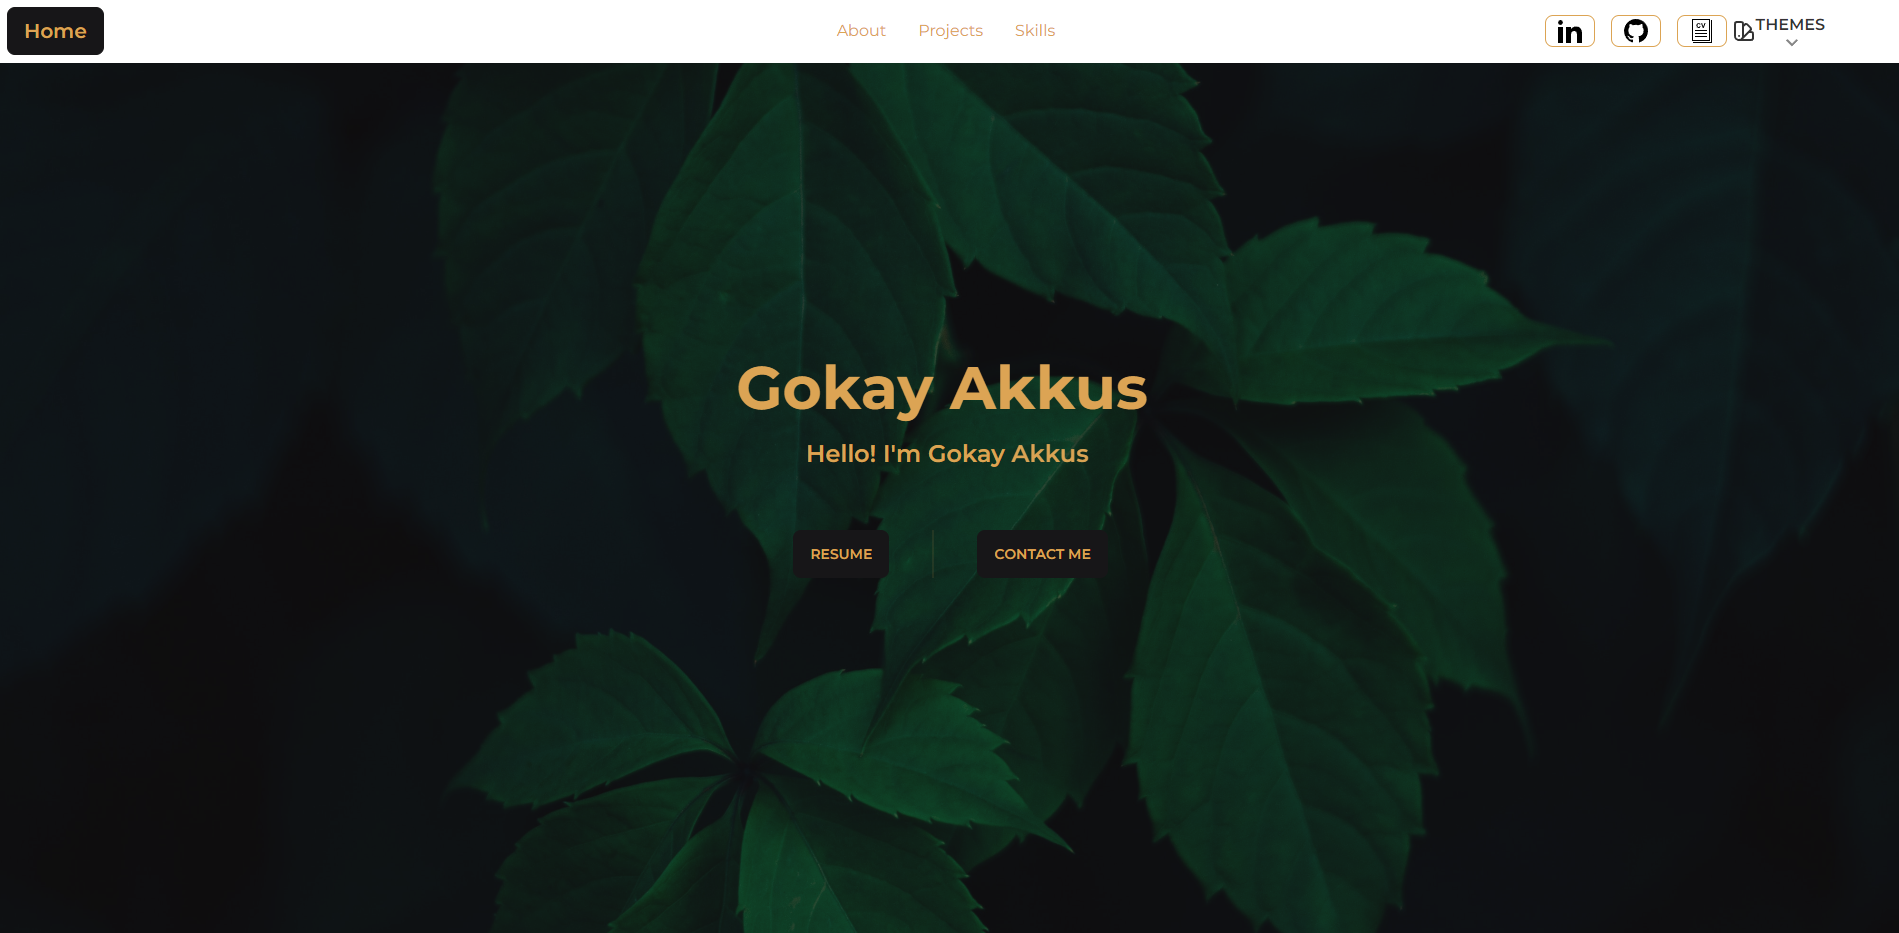 Home
About Projects Skills
in
CV
THEMES
Gokay Akkus
Hello! I'm Gokay Akkus
RESUME
CONTACT ME